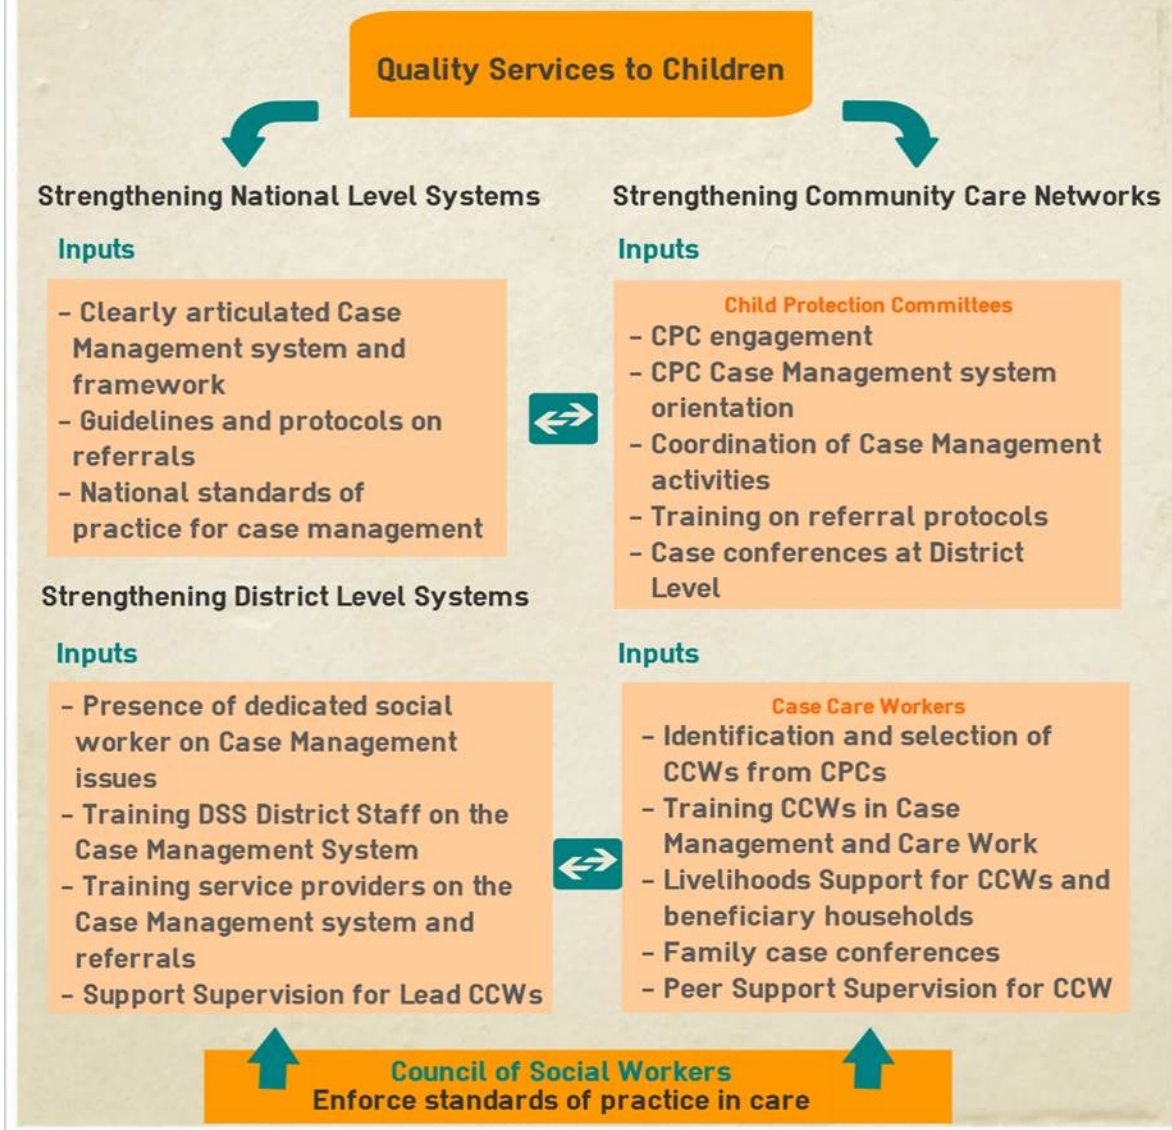 Quality Services to Children
Strengthening National Level Systems
Inputs
– Clearly articulated Case
Management system and
framework
– Guidelines and protocols on
referrals
– National standards of
practice for case management
Strengthening Community Care Networks
Inputs
Child Protection Committees
– CPC engagement
– CPC Case Management system
orientation
– Coordination of Case Management
activities
– Training on referral protocols
– Case conferences at District
Level
Strengthening District Level Systems
Inputs
– Presence of dedicated social
worker on Case Management
issues
– Training DSS District Staff on the
Case Management System
– Training service providers on the
Case Management system and
referrals
– Support Supervision for Lead CCWs
Inputs
Case Care Workers
– Identification and selection of
CCWs from CPCs
– Training CCWs in Case
Management and Care Work
– Livelihoods Support for CCWs and
beneficiary households
– Family case conferences
– Peer Support Supervision for CCW
Council of Social Workers
Enforce standards of practice in care